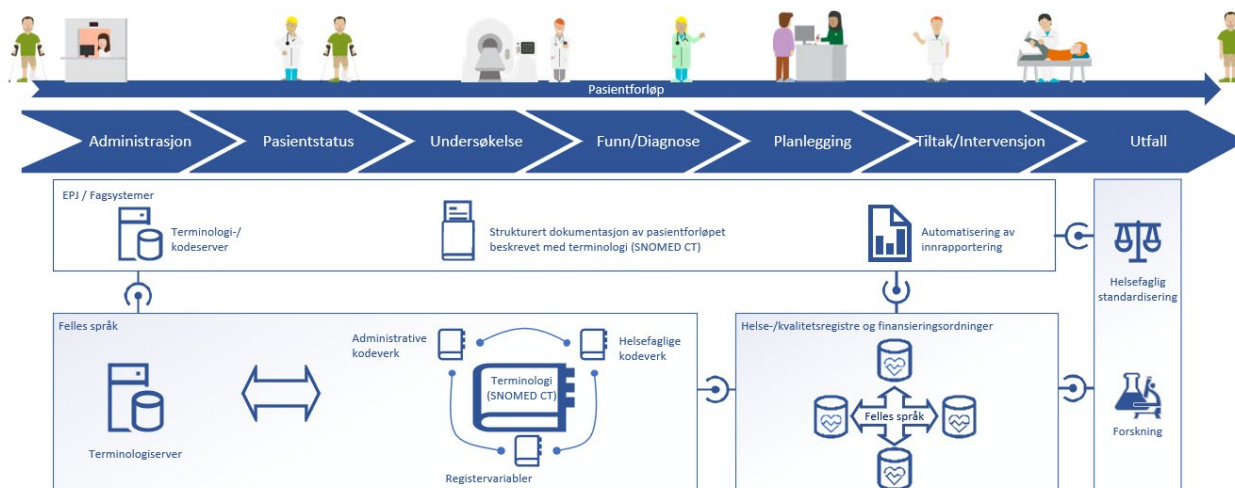 Pasientforløp
Administrasjon
Pasientstatus
Undersøkelse
Funn/Diagnose
Planlegging
Tiltak/Intervensjon
Utfall
EPJ / Fagsystemer
Terminologi-/
kodeserver
Strukturert dokumentasjon av pasientforløpet
beskrevet med terminologi (SNOMED CT)
Automatisering av
innrapportering
Helsefaglig
standardisering
Felles språk
Terminologiserver
Administrative
kodeverk
Helsefaglige
kodeverk
Terminologi
(SNOMED CT)
Registervariabler
Helse-/kvalitetsregistre og finansieringsordninger
Felles språk
Forskning